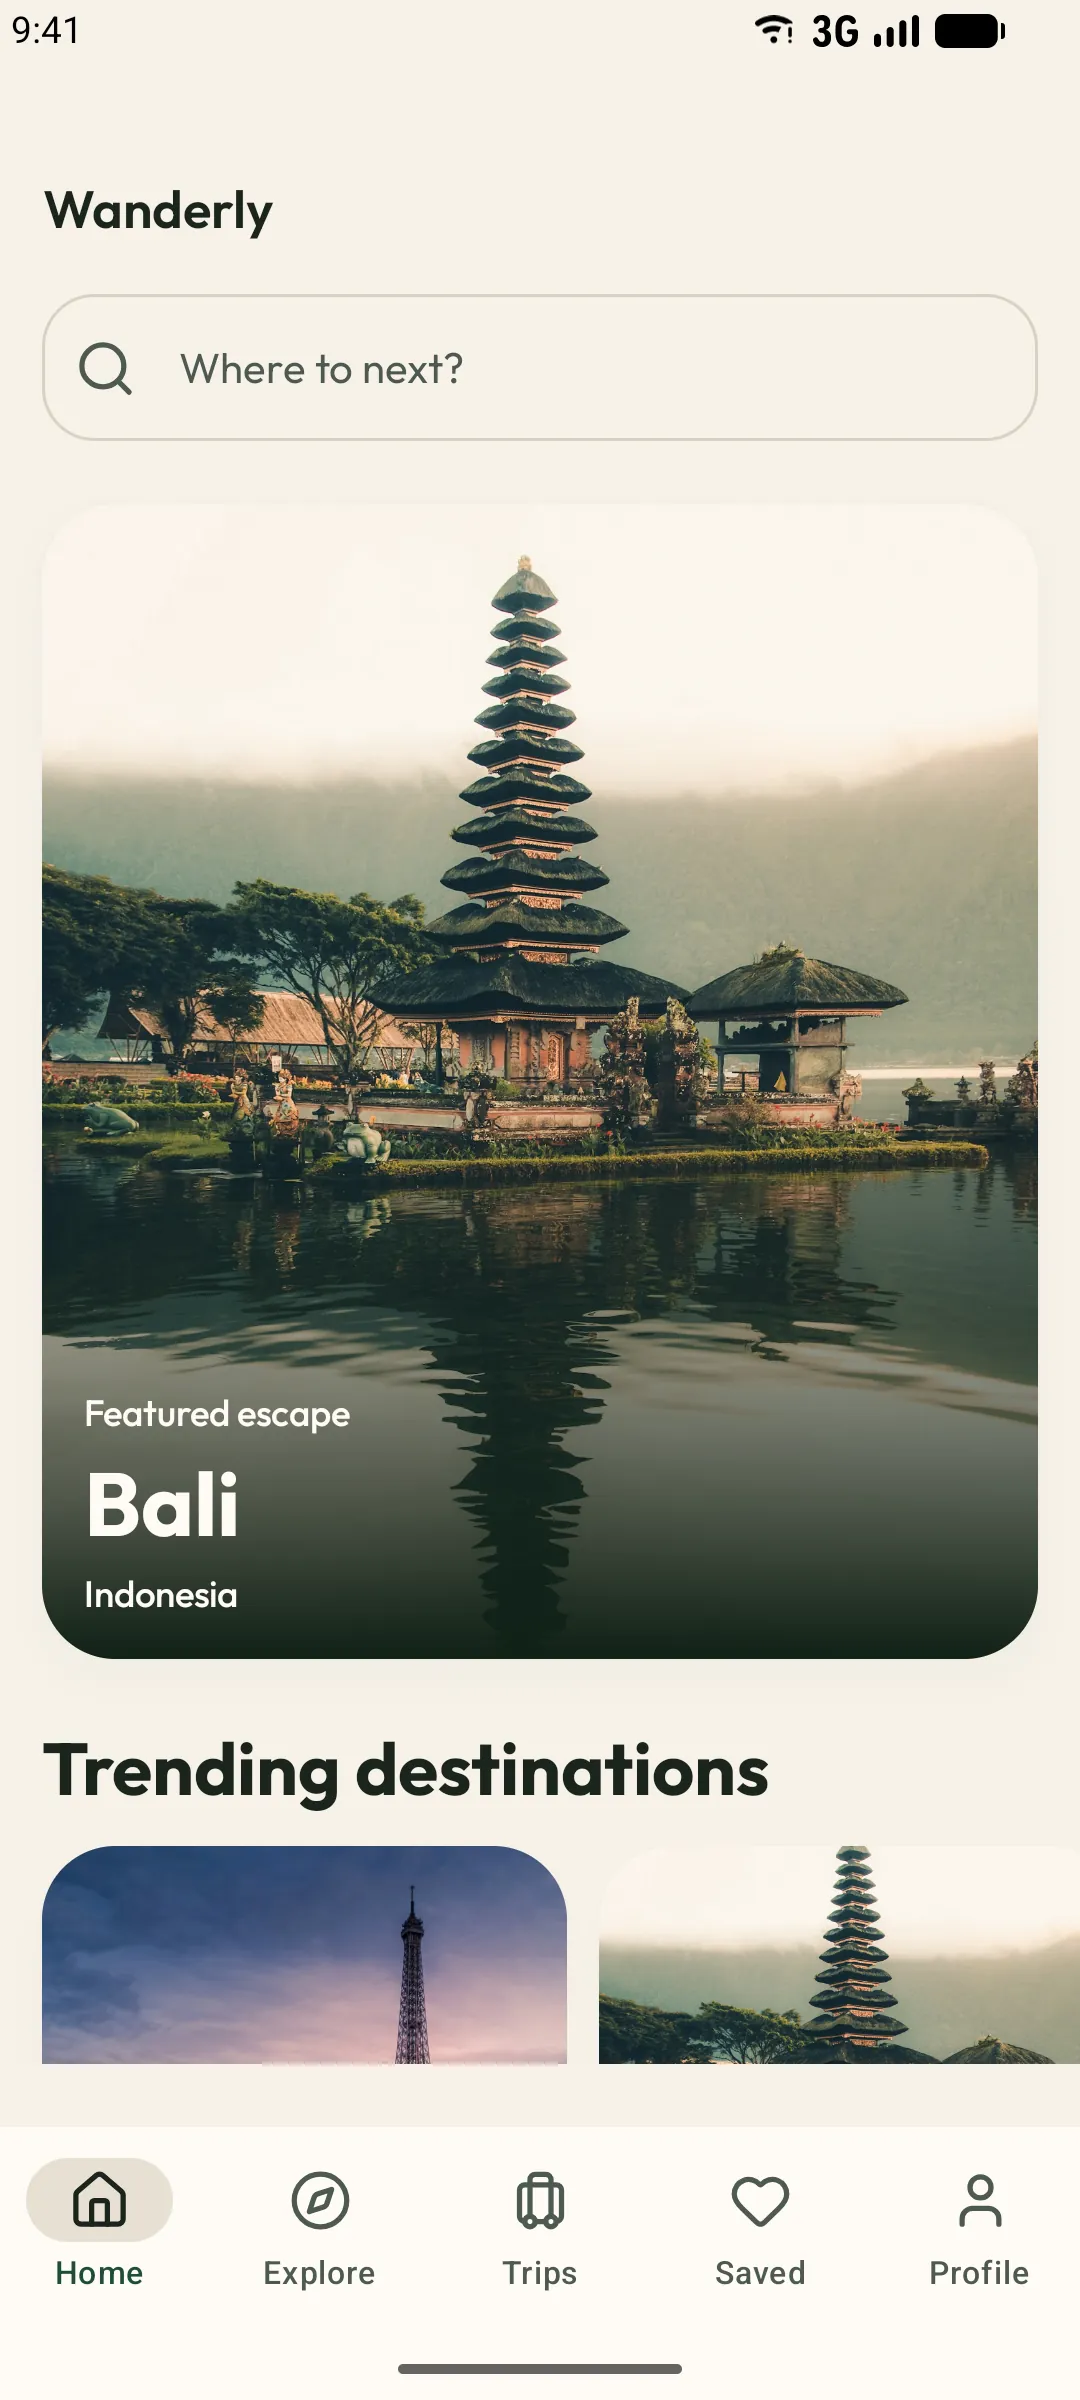 9:41
3G
Wanderly
Where to next?
Featured escape
Bali
Indonesia
Trending destinations
Home
Explore
Trips
Saved
Profile